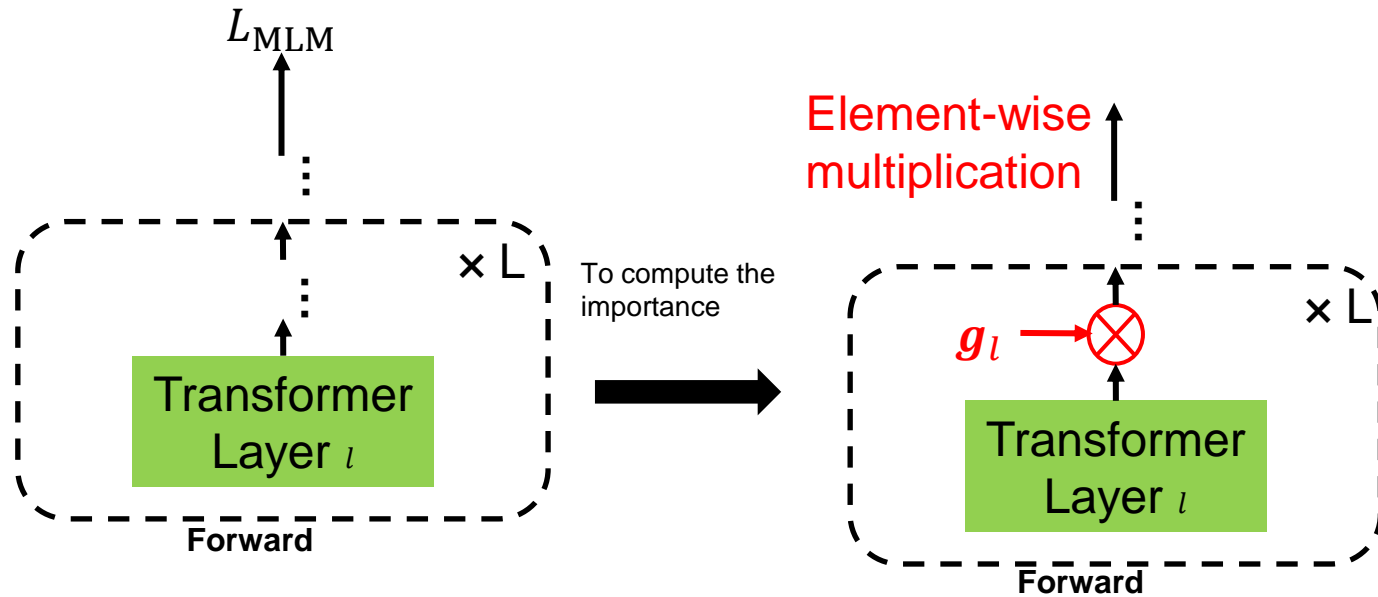 L_MLM
⋮
× L
⋮
Transformer
Layer l
Forward
To compute the
importance
Element-wise
multiplication
⋮
× L
g_l
Transformer
Layer l
Forward